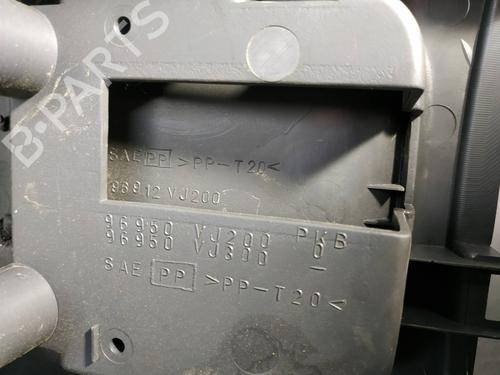 B-PARTS
SAE PP >PP-T20<
96912 VJ200
96950 VJ200 PKB
96950 VJ300 0
SAE PP >PP-T20<